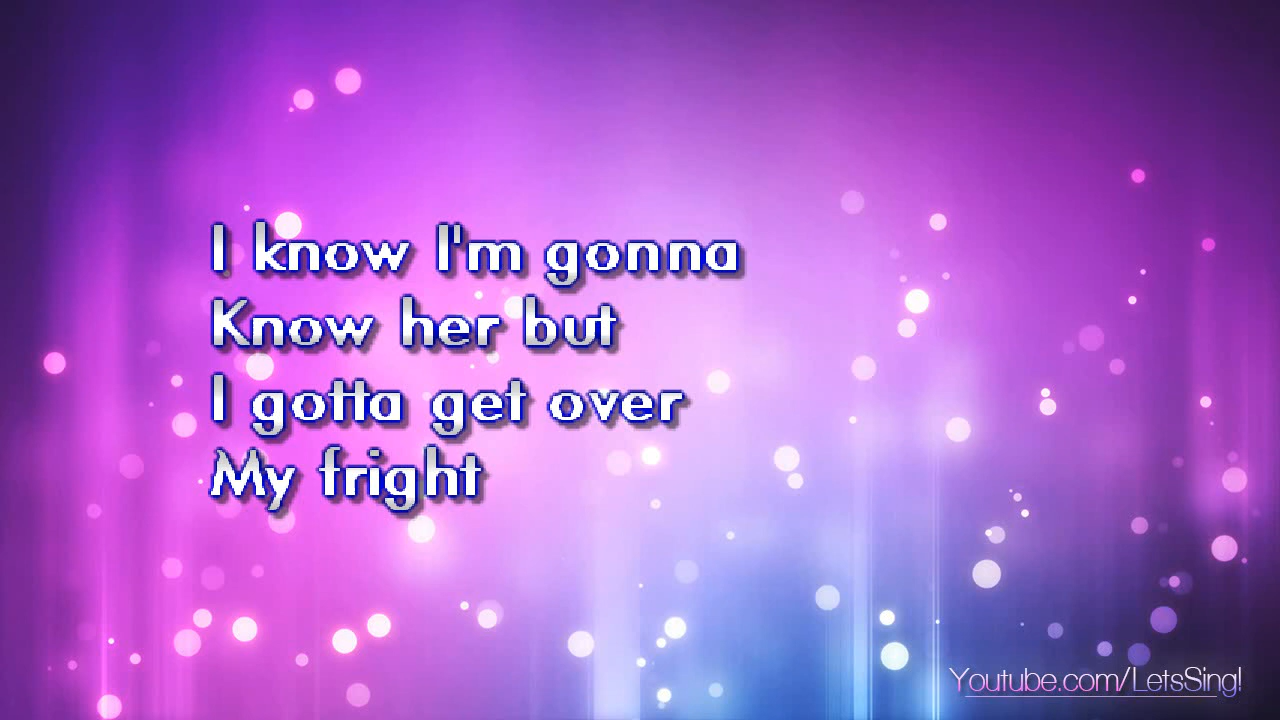 I know I'm gonna
Know her but
I gotta get over
My fright
Youtube.com/LetsSing!